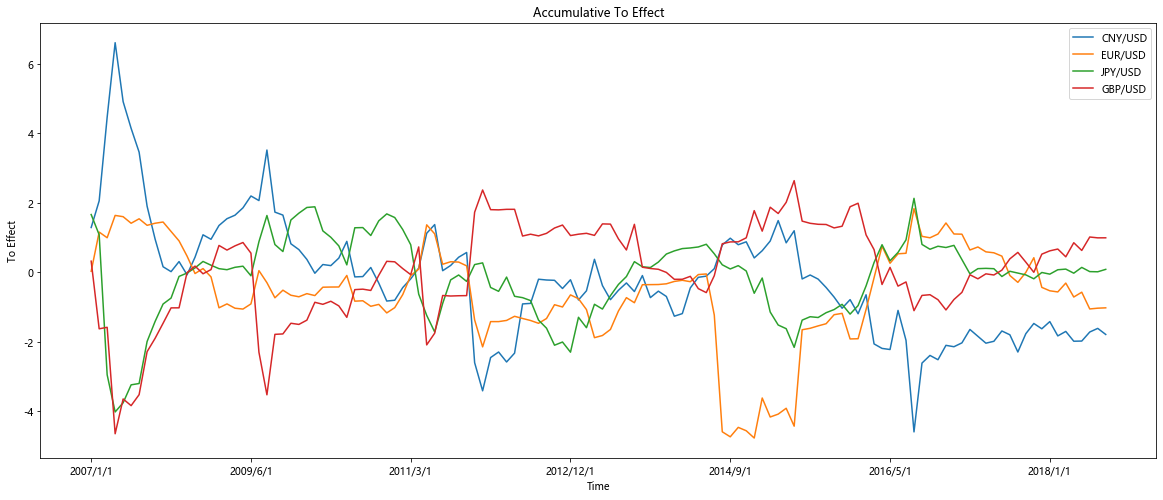 Accumulative To Effect
CNY/USD
EUR/USD
JPY/USD
GBP/USD
To Effect
6
4
2
0
-2
-4
2007/1/1
2009/6/1
2011/3/1
2012/12/1
2014/9/1
2016/5/1
2018/1/1
Time